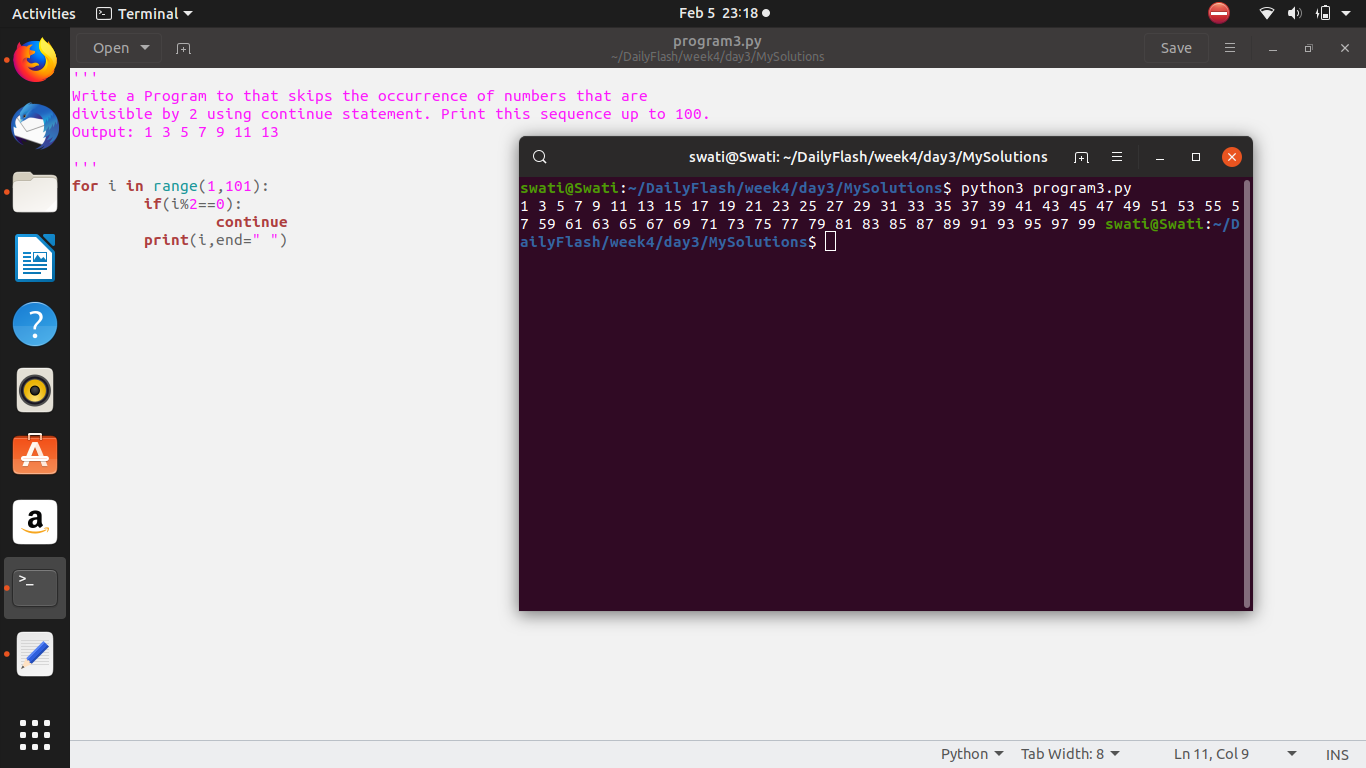 Activities
Terminal
Feb 5 23:18
Open
program3.py
~/DailyFlash/week4/day3/MySolutions
Save
'''
Write a Program to that skips the occurrence of numbers that are
divisible by 2 using continue statement. Print this sequence up to 100.
Output: 1 3 5 7 9 11 13
'''
for i in range(1,101):
        if(i%2==0):
                continue
        print(i,end=" ")
swati@Swati: ~/DailyFlash/week4/day3/MySolutions
swati@Swati:~/DailyFlash/week4/day3/MySolutions$ python3 program3.py
1 3 5 7 9 11 13 15 17 19 21 23 25 27 29 31 33 35 37 39 41 43 45 47 49 51 53 55 5
7 59 61 63 65 67 69 71 73 75 77 79 81 83 85 87 89 91 93 95 97 99 swati@Swati:~/D
ailyFlash/week4/day3/MySolutions$
?
a
>_
Python
Tab Width: 8
Ln 11, Col 9
INS